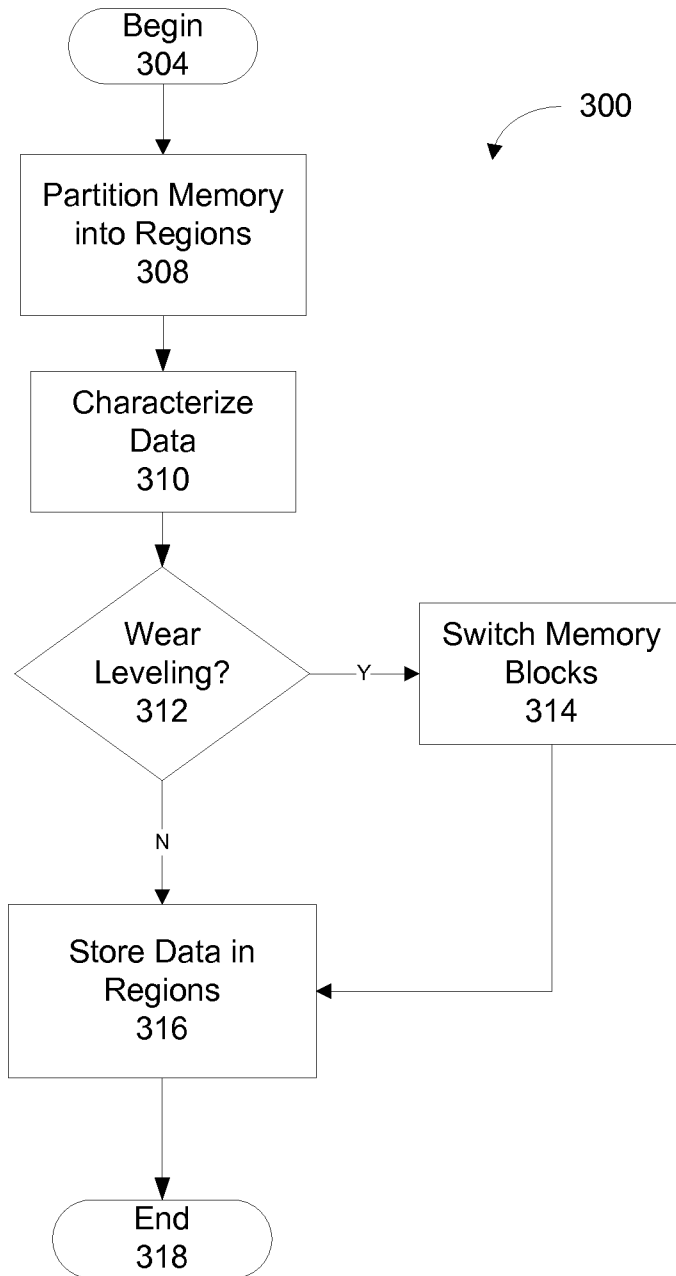 Begin
304
300
Partition Memory
into Regions
308
Characterize
Data
310
Wear
Leveling?
312
Y
Switch Memory
Blocks
314
N
Store Data in
Regions
316
End
318